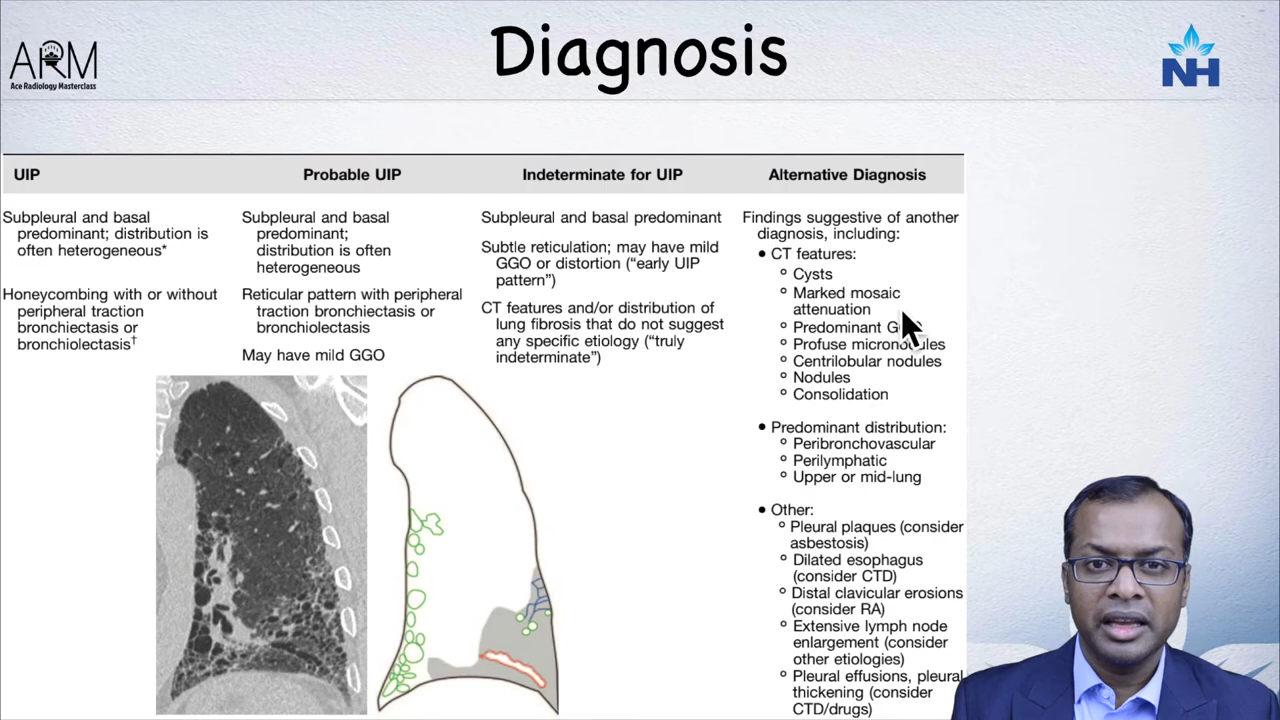 ARM
Ace Radiology Masterclass
Diagnosis
NH
UIP
Probable UIP
Indeterminate for UIP
Alternative Diagnosis
Subpleural and basal
predominant; distribution is
often heterogeneous*
Honeycombing with or without
peripheral traction
bronchiectasis or
bronchiolectasis†
Subpleural and basal
predominant;
distribution is often
heterogeneous
Reticular pattern with peripheral
traction bronchiectasis or
bronchiolectasis
May have mild GGO
Subpleural and basal predominant
Subtle reticulation; may have mild
GGO or distortion (“early UIP
pattern”)
CT features and/or distribution of
lung fibrosis that do not suggest
any specific etiology (“truly
indeterminate”)
Findings suggestive of another
diagnosis, including:
• CT features:
° Cysts
° Marked mosaic
attenuation
° Predominant
° Profuse micronodules
° Centrilobular nodules
° Nodules
° Consolidation
• Predominant distribution:
° Peribronchovascular
° Perilymphatic
° Upper or mid-lung
• Other:
° Pleural plaques (consider
asbestosis)
° Dilated esophagus
(consider CTD)
° Distal clavicular erosions
(consider RA)
° Extensive lymph node
enlargement (consider
other etiologies)
° Pleural effusions, pleural
thickening (consider
CTD/drugs)